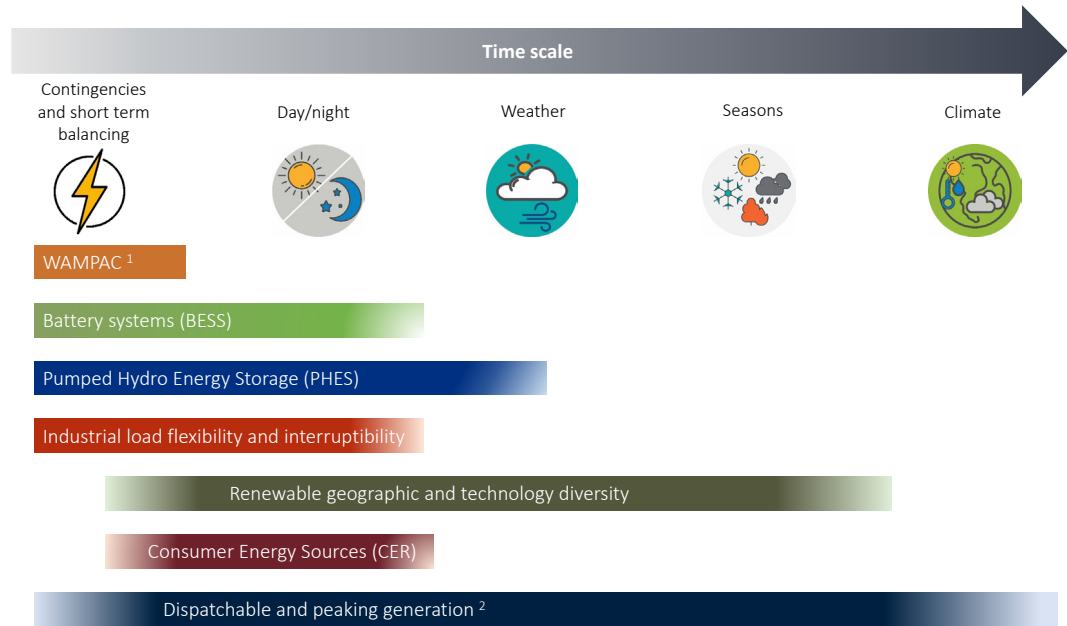 Time scale
Contingencies
and short term
balancing
Day/night
Weather
Seasons
Climate
WAMPAC 1
Battery systems (BESS)
Pumped Hydro Energy Storage (PHES)
Industrial load flexibility and interruptibility
Renewable geographic and technology diversity
Consumer Energy Sources (CER)
Dispatchable and peaking generation 2